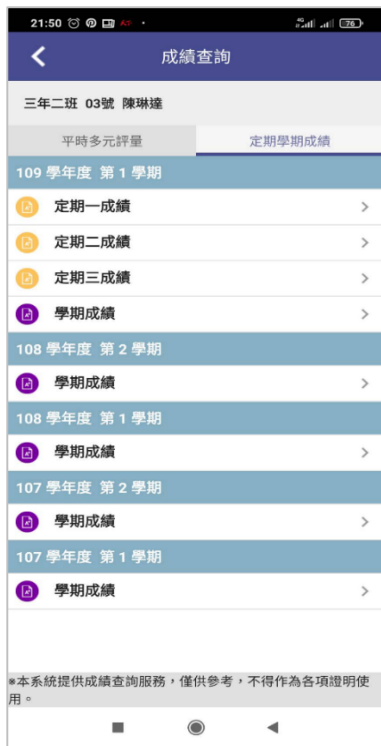 21:50
4G 76
成績查詢
三年二班 03號 陳琳達
平時多元評量 定期學期成績
109 學年度 第 1 學期
定期一成績
定期二成績
定期三成績
學期成績
108 學年度 第 2 學期
學期成績
108 學年度 第 1 學期
學期成績
107 學年度 第 2 學期
學期成績
107 學年度 第 1 學期
學期成績
※本系統提供成績查詢服務，僅供參考，不得作為各項證明使
用。